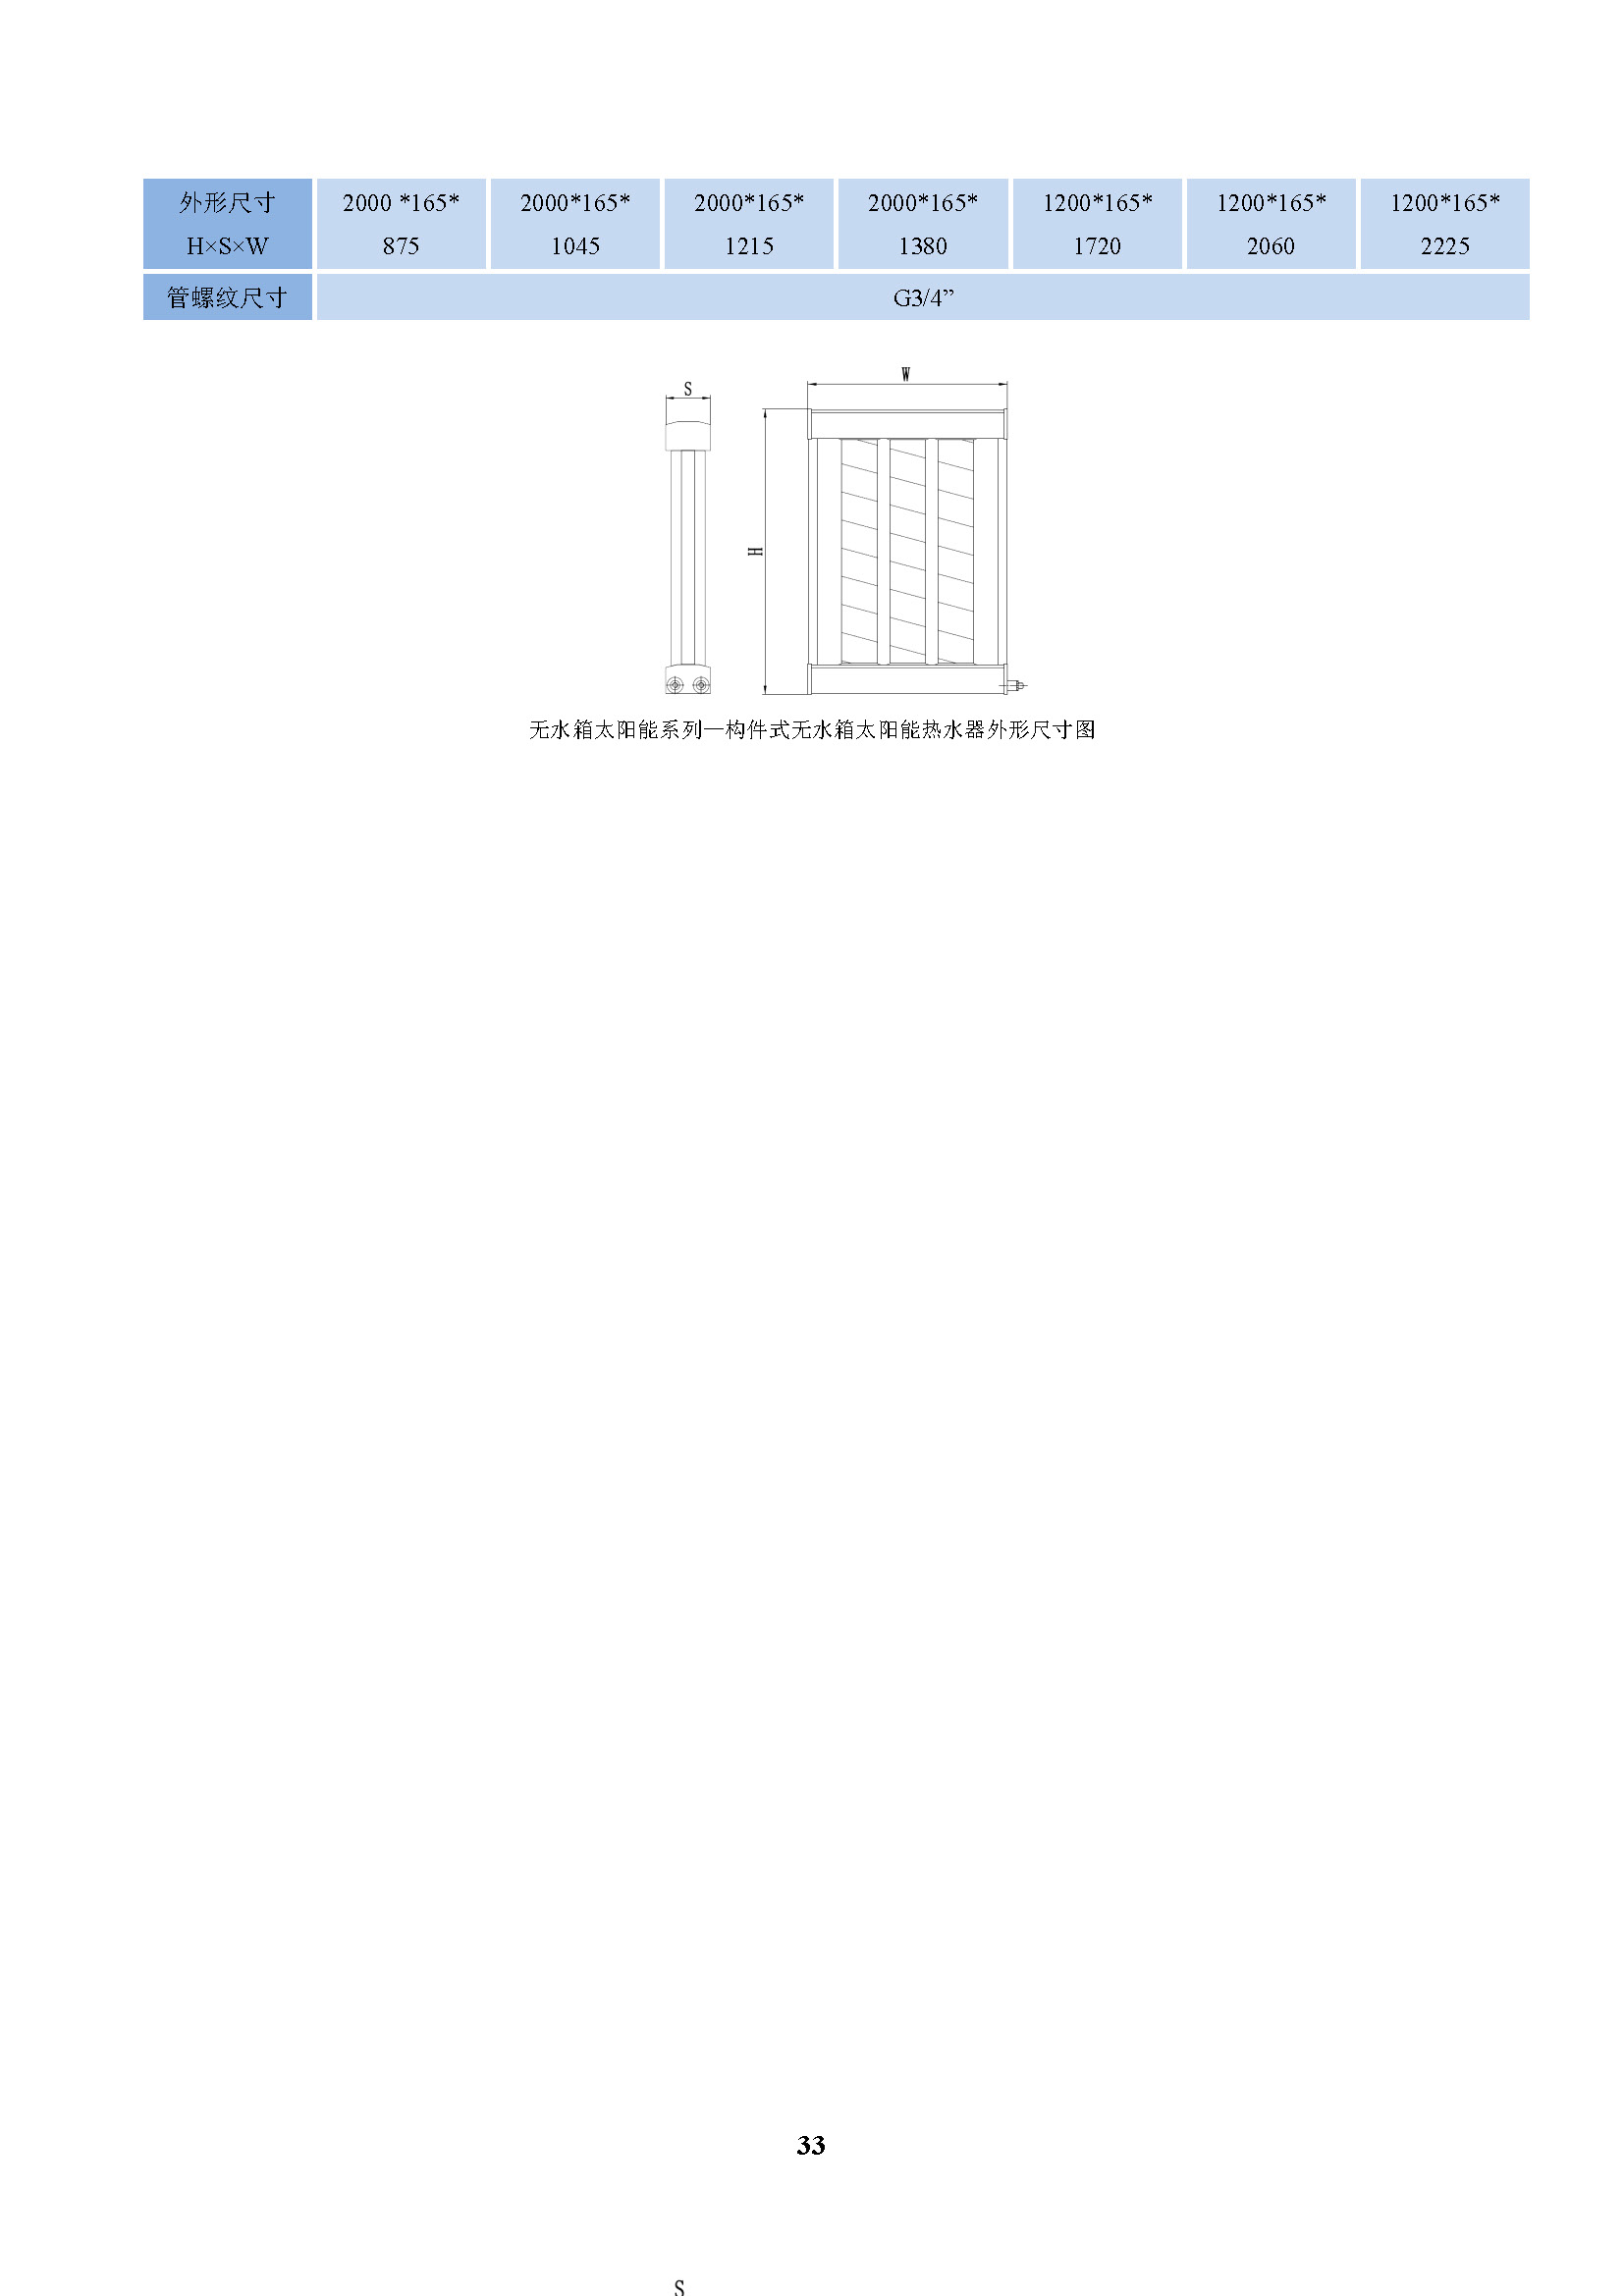 外形尺寸 2000 *165* 2000*165* 2000*165* 2000*165* 1200*165* 1200*165* 1200*165*
H×S×W 875 1045 1215 1380 1720 2060 2225
管螺纹尺寸 G3/4”
W
S
H
无水箱太阳能系列—构件式无水箱太阳能热水器外形尺寸图
33
S